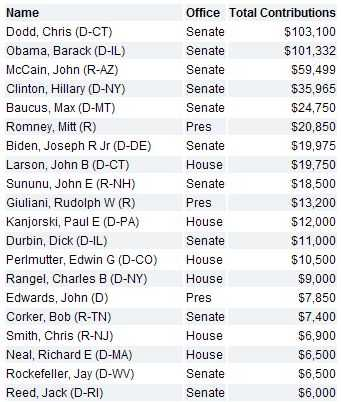 Name Office Total Contributions
Dodd, Chris (D-CT) Senate $103,100
Obama, Barack (D-IL) Senate $101,332
McCain, John (R-AZ) Senate $59,499
Clinton, Hillary (D-NY) Senate $35,965
Baucus, Max (D-MT) Senate $24,750
Romney, Mitt (R) Pres $20,850
Biden, Joseph R Jr (D-DE) Senate $19,975
Larson, John B (D-CT) House $19,750
Sununu, John E (R-NH) Senate $18,500
Giuliani, Rudolph W (R) Pres $13,200
Kanjorski, Paul E (D-PA) House $12,000
Durbin, Dick (D-IL) Senate $11,000
Perlmutter, Edwin G (D-CO) House $10,500
Rangel, Charles B (D-NY) House $9,000
Edwards, John (D) Pres $7,850
Corker, Bob (R-TN) Senate $7,400
Smith, Chris (R-NJ) House $6,900
Neal, Richard E (D-MA) House $6,500
Rockefeller, Jay (D-WV) Senate $6,500
Reed, Jack (D-RI) Senate $6,000